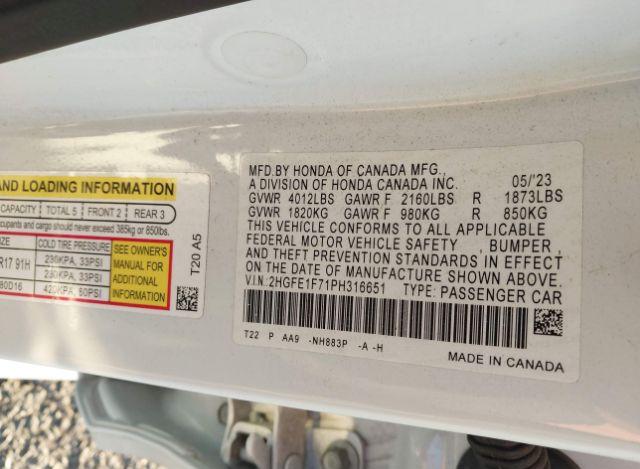 AND LOADING INFORMATION
CAPACITY TOTAL 5 FRONT 2 REAR 3
cupants and cargo should never exceed 385kg or 850lbs.
ZE COLD TIRE PRESSURE
R17 91H 230KPA, 33PSI
230KPA, 33PSI
80D16 420KPA, 60PSI
SEE OWNER'S
MANUAL FOR
ADDITIONAL
INFORMATION
T20 A5
MFD.BY HONDA OF CANADA MFG.,
A DIVISION OF HONDA CANADA INC. 05/'23
GVWR 4012LBS GAWR F 2160LBS R 1873LBS
GVWR 1820KG GAWR F 980KG R 850KG
THIS VEHICLE CONFORMS TO ALL APPLICABLE
FEDERAL MOTOR VEHICLE SAFETY , BUMPER ,
AND THEFT PREVENTION STANDARDS IN EFFECT
ON THE DATE OF MANUFACTURE SHOWN ABOVE.
V.I.N:2HGFE1F71PH316651 TYPE: PASSENGER CAR
T22 P AA9 -NH883P -A -H
MADE IN CANADA